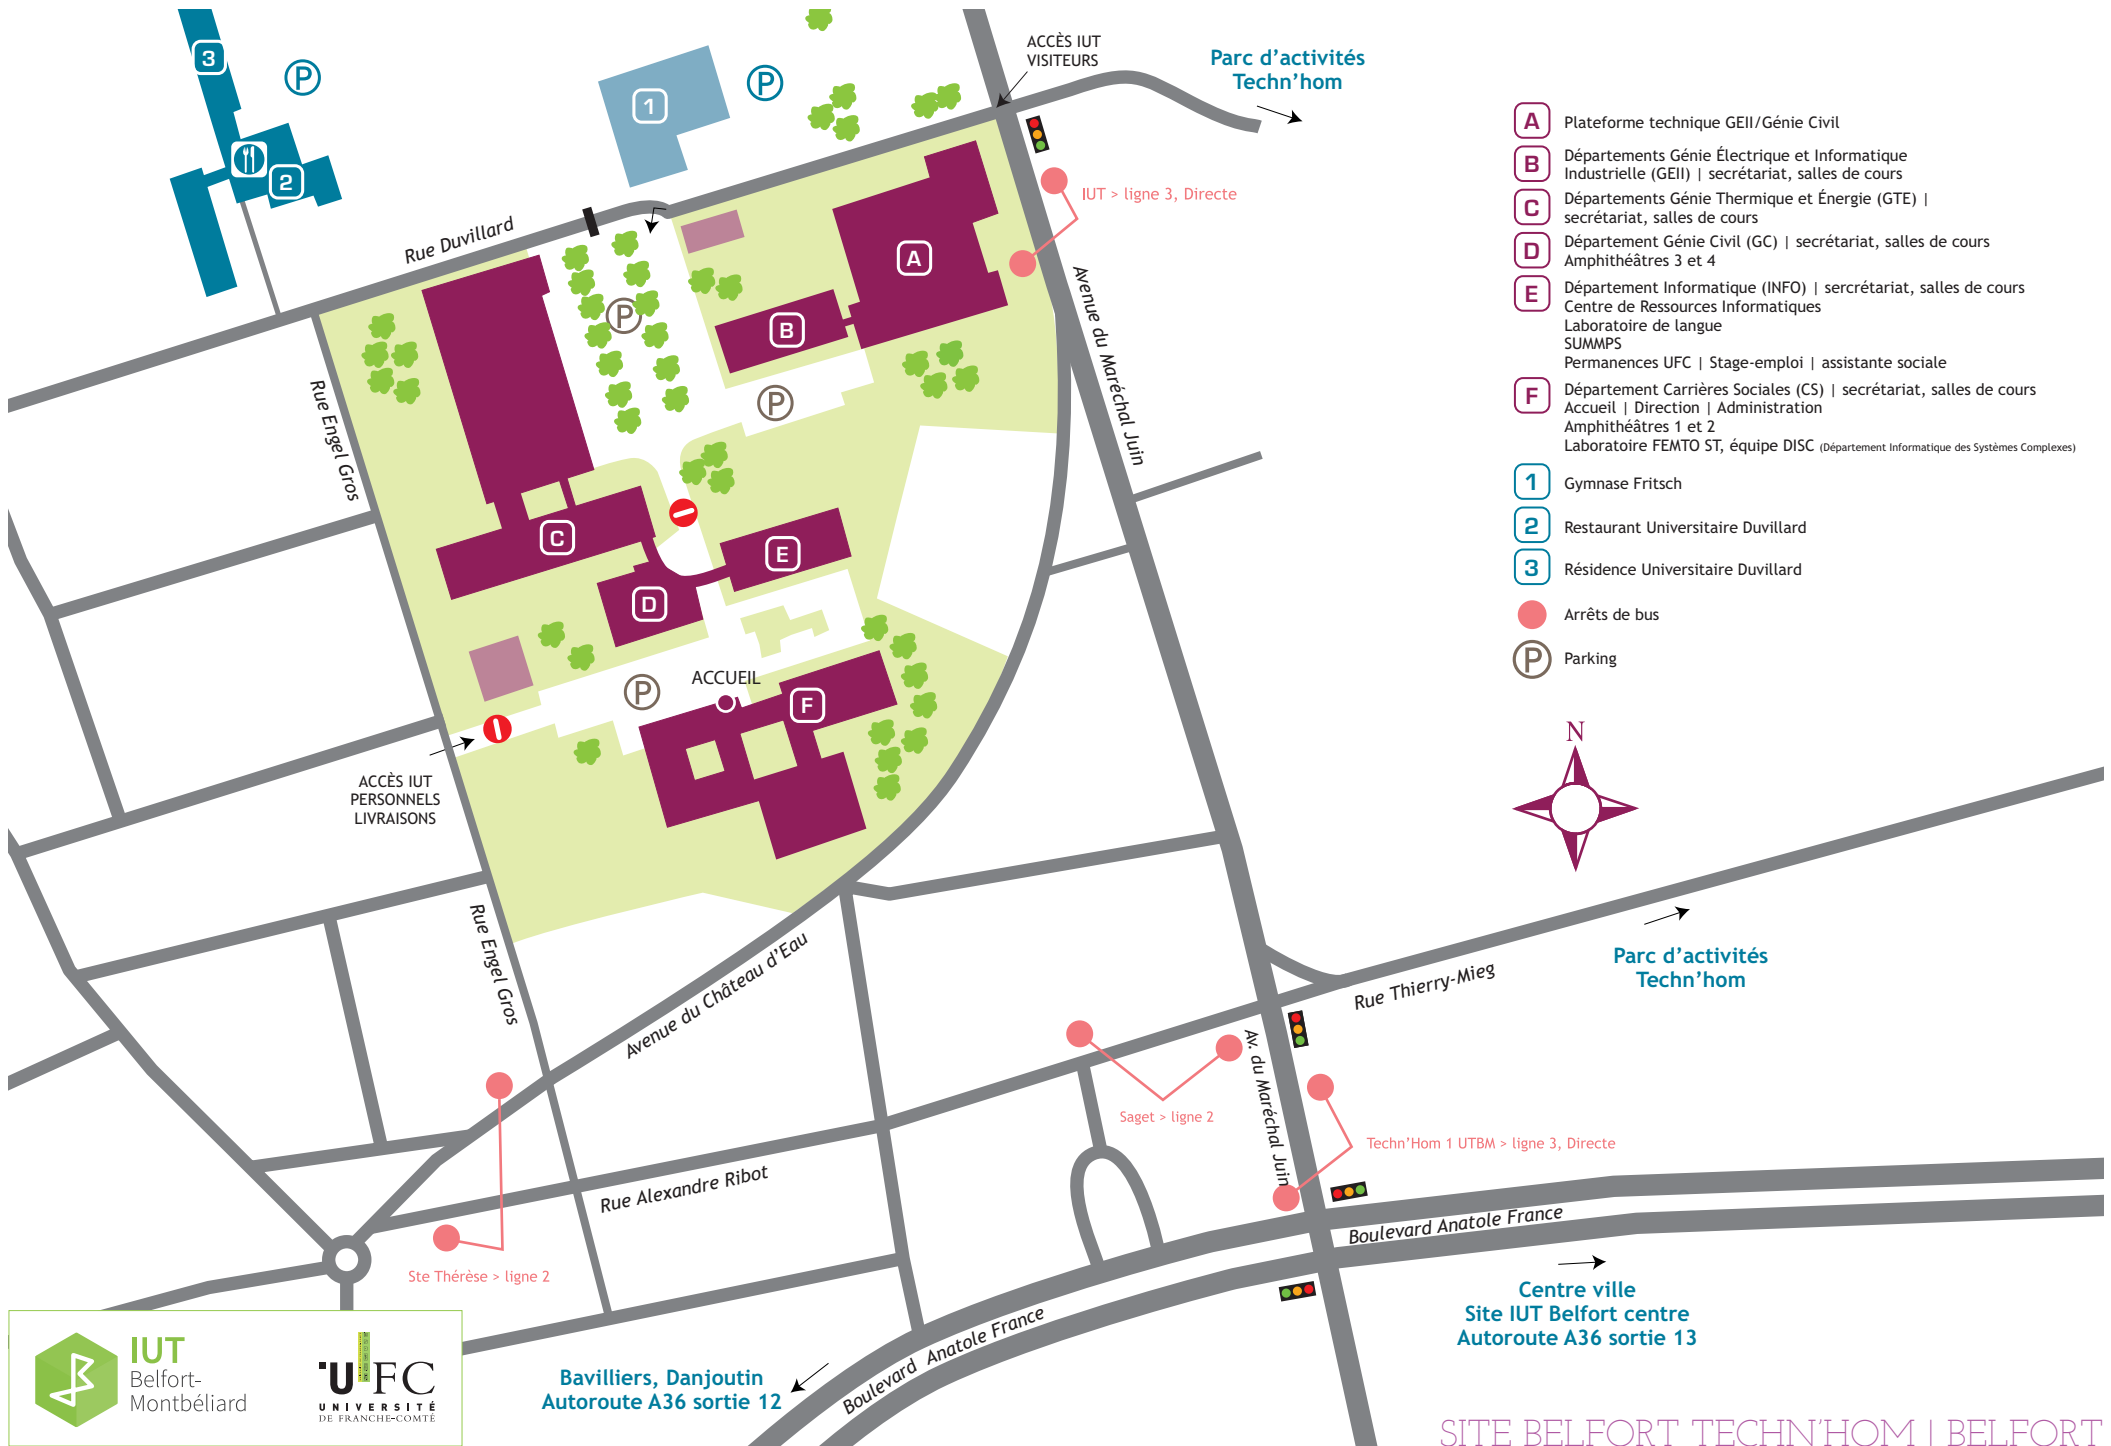 3
P
1
P
2
ACCÈS IUT
VISITEURS
Parc d'activités
Techn'hom
IUT > ligne 3, Directe
Rue Duvillard
A
P
B
P
Avenue du Maréchal Juin
Rue Engel Gros
C
E
D
ACCUEIL
P
F
ACCÈS IUT
PERSONNELS
LIVRAISONS
Rue Engel Gros
Avenue du Château d'Eau
A Plateforme technique GEII/Génie Civil
B Départements Génie Électrique et Informatique
Industrielle (GEII) | secrétariat, salles de cours
C Départements Génie Thermique et Énergie (GTE) |
secrétariat, salles de cours
D Département Génie Civil (GC) | secrétariat, salles de cours
Amphithéâtres 3 et 4
E Département Informatique (INFO) | sercrétariat, salles de cours
Centre de Ressources Informatiques
Laboratoire de langue
SUMMPS
Permanences UFC | Stage-emploi | assistante sociale
F Département Carrières Sociales (CS) | secrétariat, salles de cours
Accueil | Direction | Administration
Amphithéâtres 1 et 2
Laboratoire FEMTO ST, équipe DISC (Département Informatique des Systèmes Complexes)
1 Gymnase Fritsch
2 Restaurant Universitaire Duvillard
3 Résidence Universitaire Duvillard
Arrêts de bus
P Parking
N
Parc d'activités
Techn'hom
Rue Thierry-Mieg
Av. du Maréchal Juin
Saget > ligne 2
Techn'Hom 1 UTBM > ligne 3, Directe
Rue Alexandre Ribot
Ste Thérèse > ligne 2
Boulevard Anatole France
Centre ville
Site IUT Belfort centre
Autoroute A36 sortie 13
Boulevard Anatole France
Bavilliers, Danjoutin
Autoroute A36 sortie 12
IUT
Belfort-
Montbéliard
UFC
UNIVERSITÉ
DE FRANCHE-COMTÉ
SITE BELFORT TECHN'HOM | BELFORT